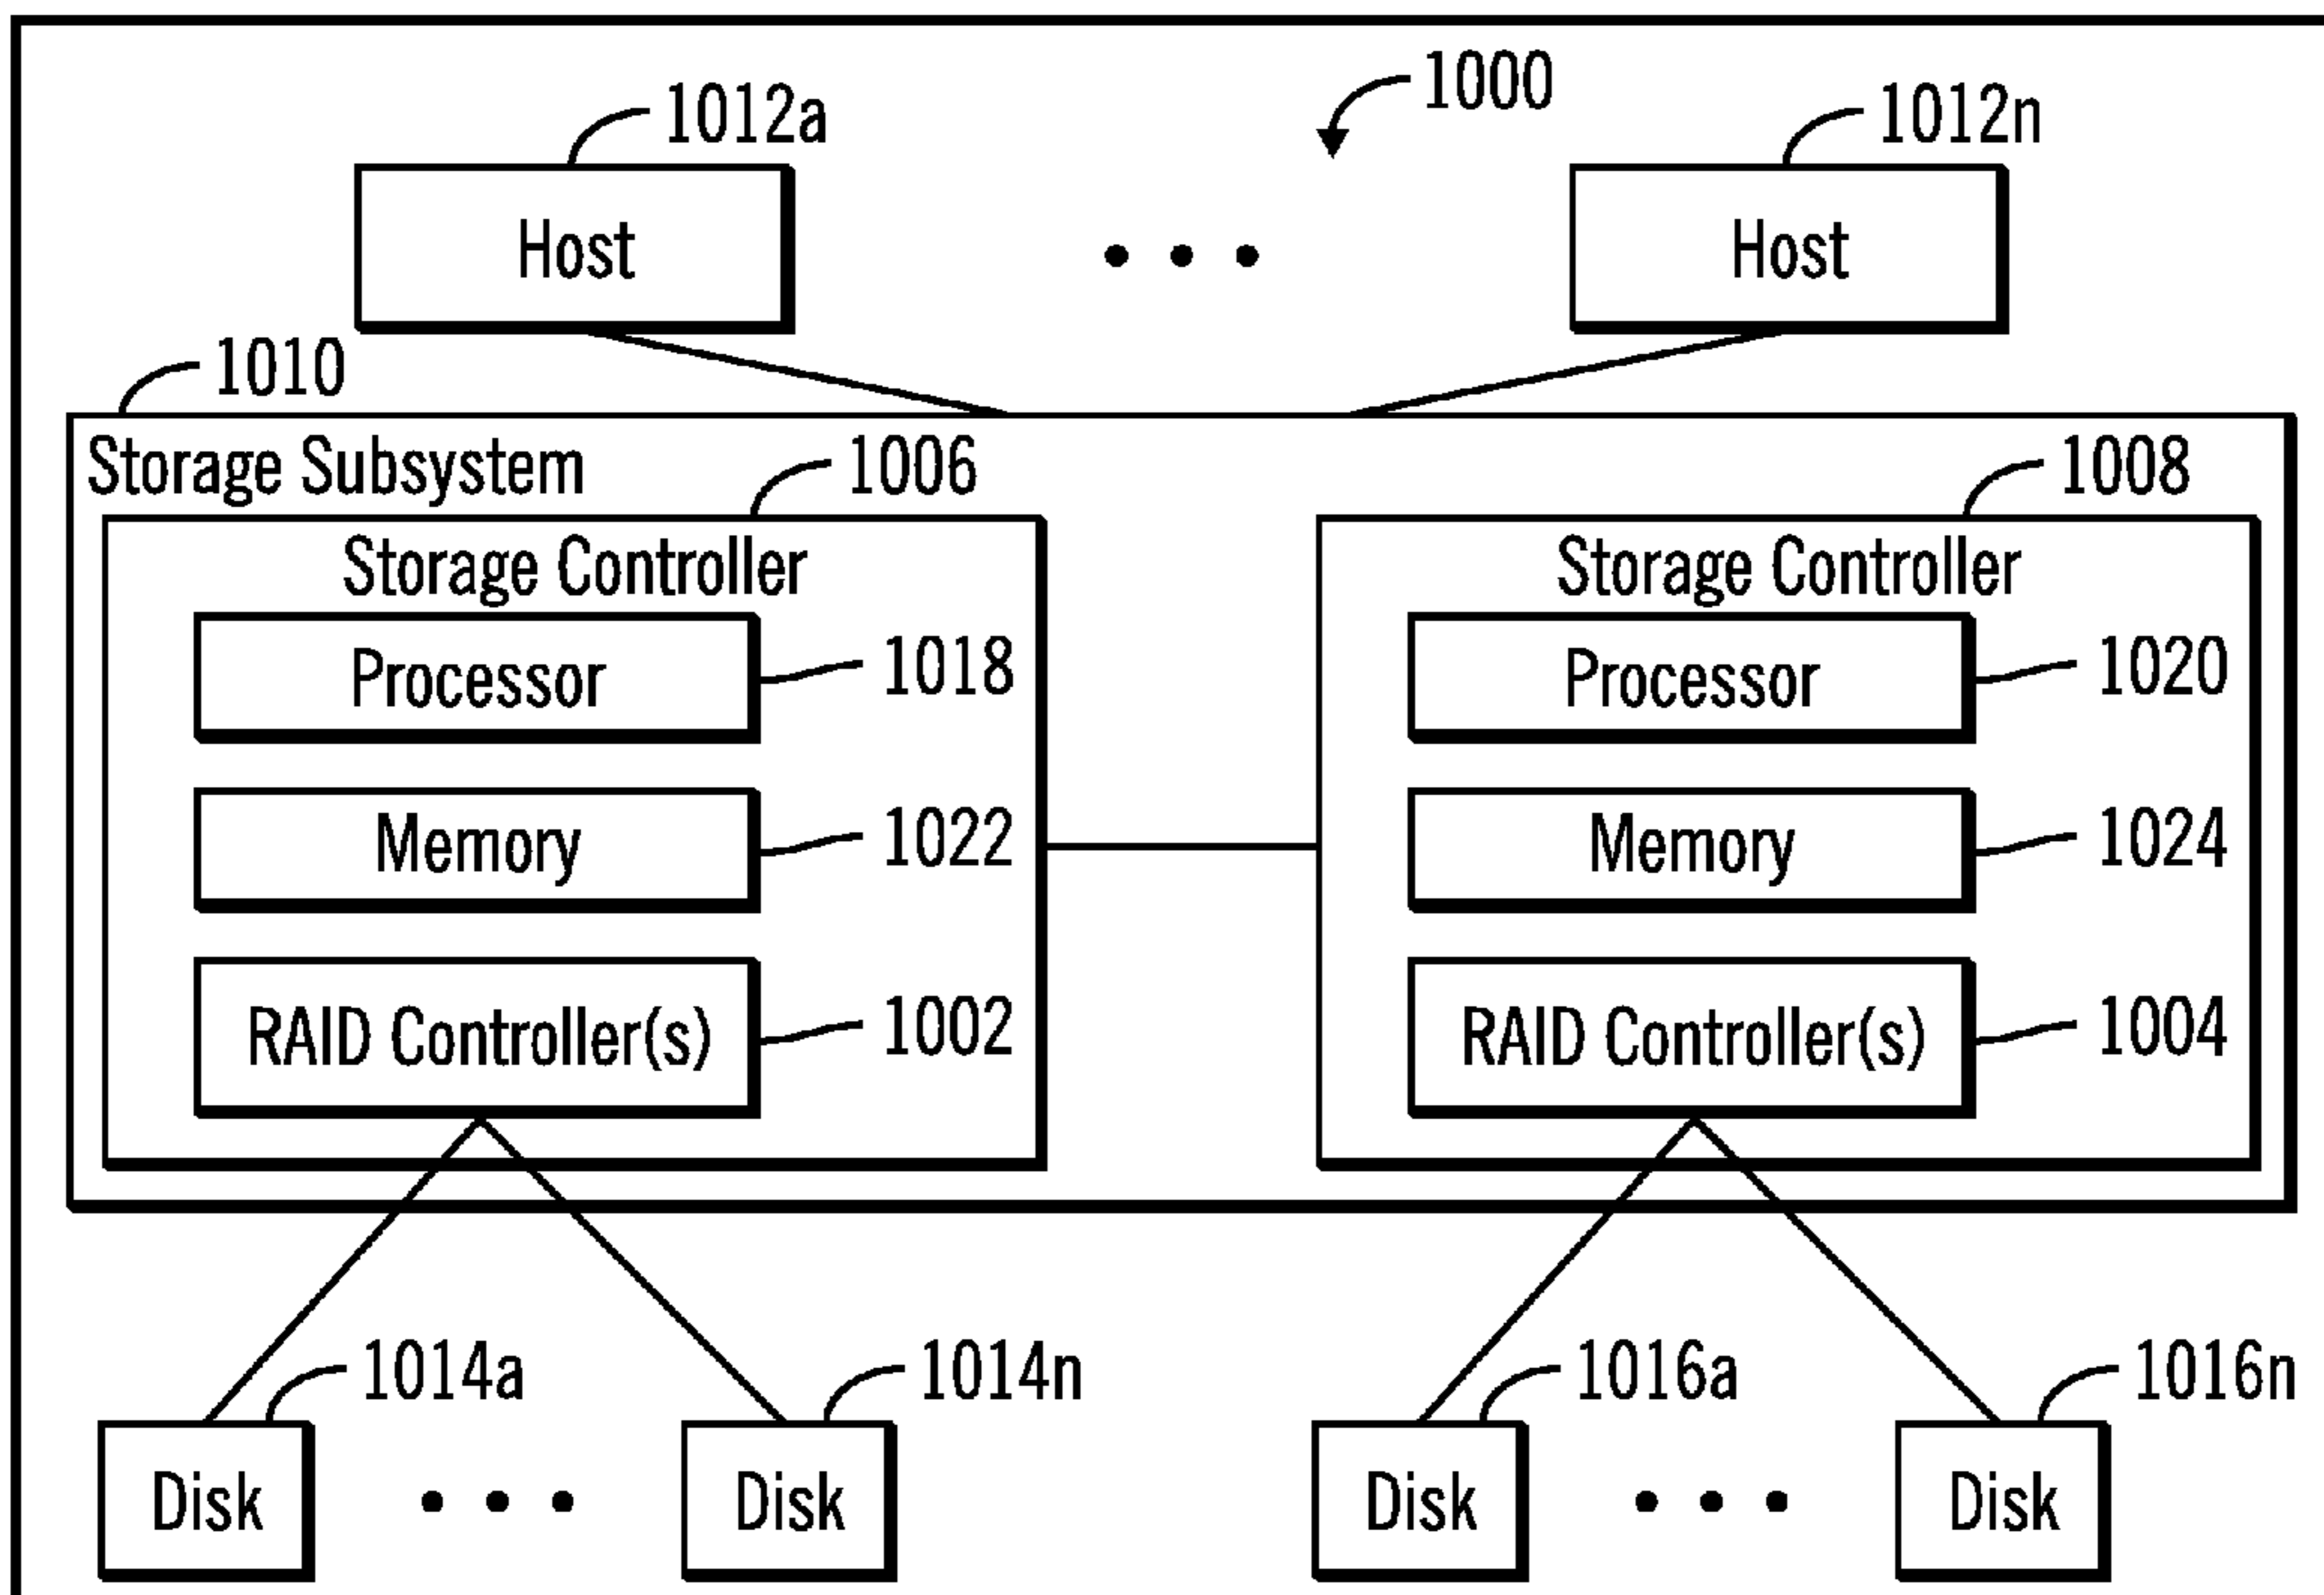 1000
1012a
1012n
Host
Host
1010
Storage Subsystem
1006
1008
Storage Controller
Storage Controller
Processor
1018
Processor
1020
Memory
1022
Memory
1024
RAID Controller(s)
1002
RAID Controller(s)
1004
1014a
1014n
1016a
1016n
Disk
Disk
Disk
Disk